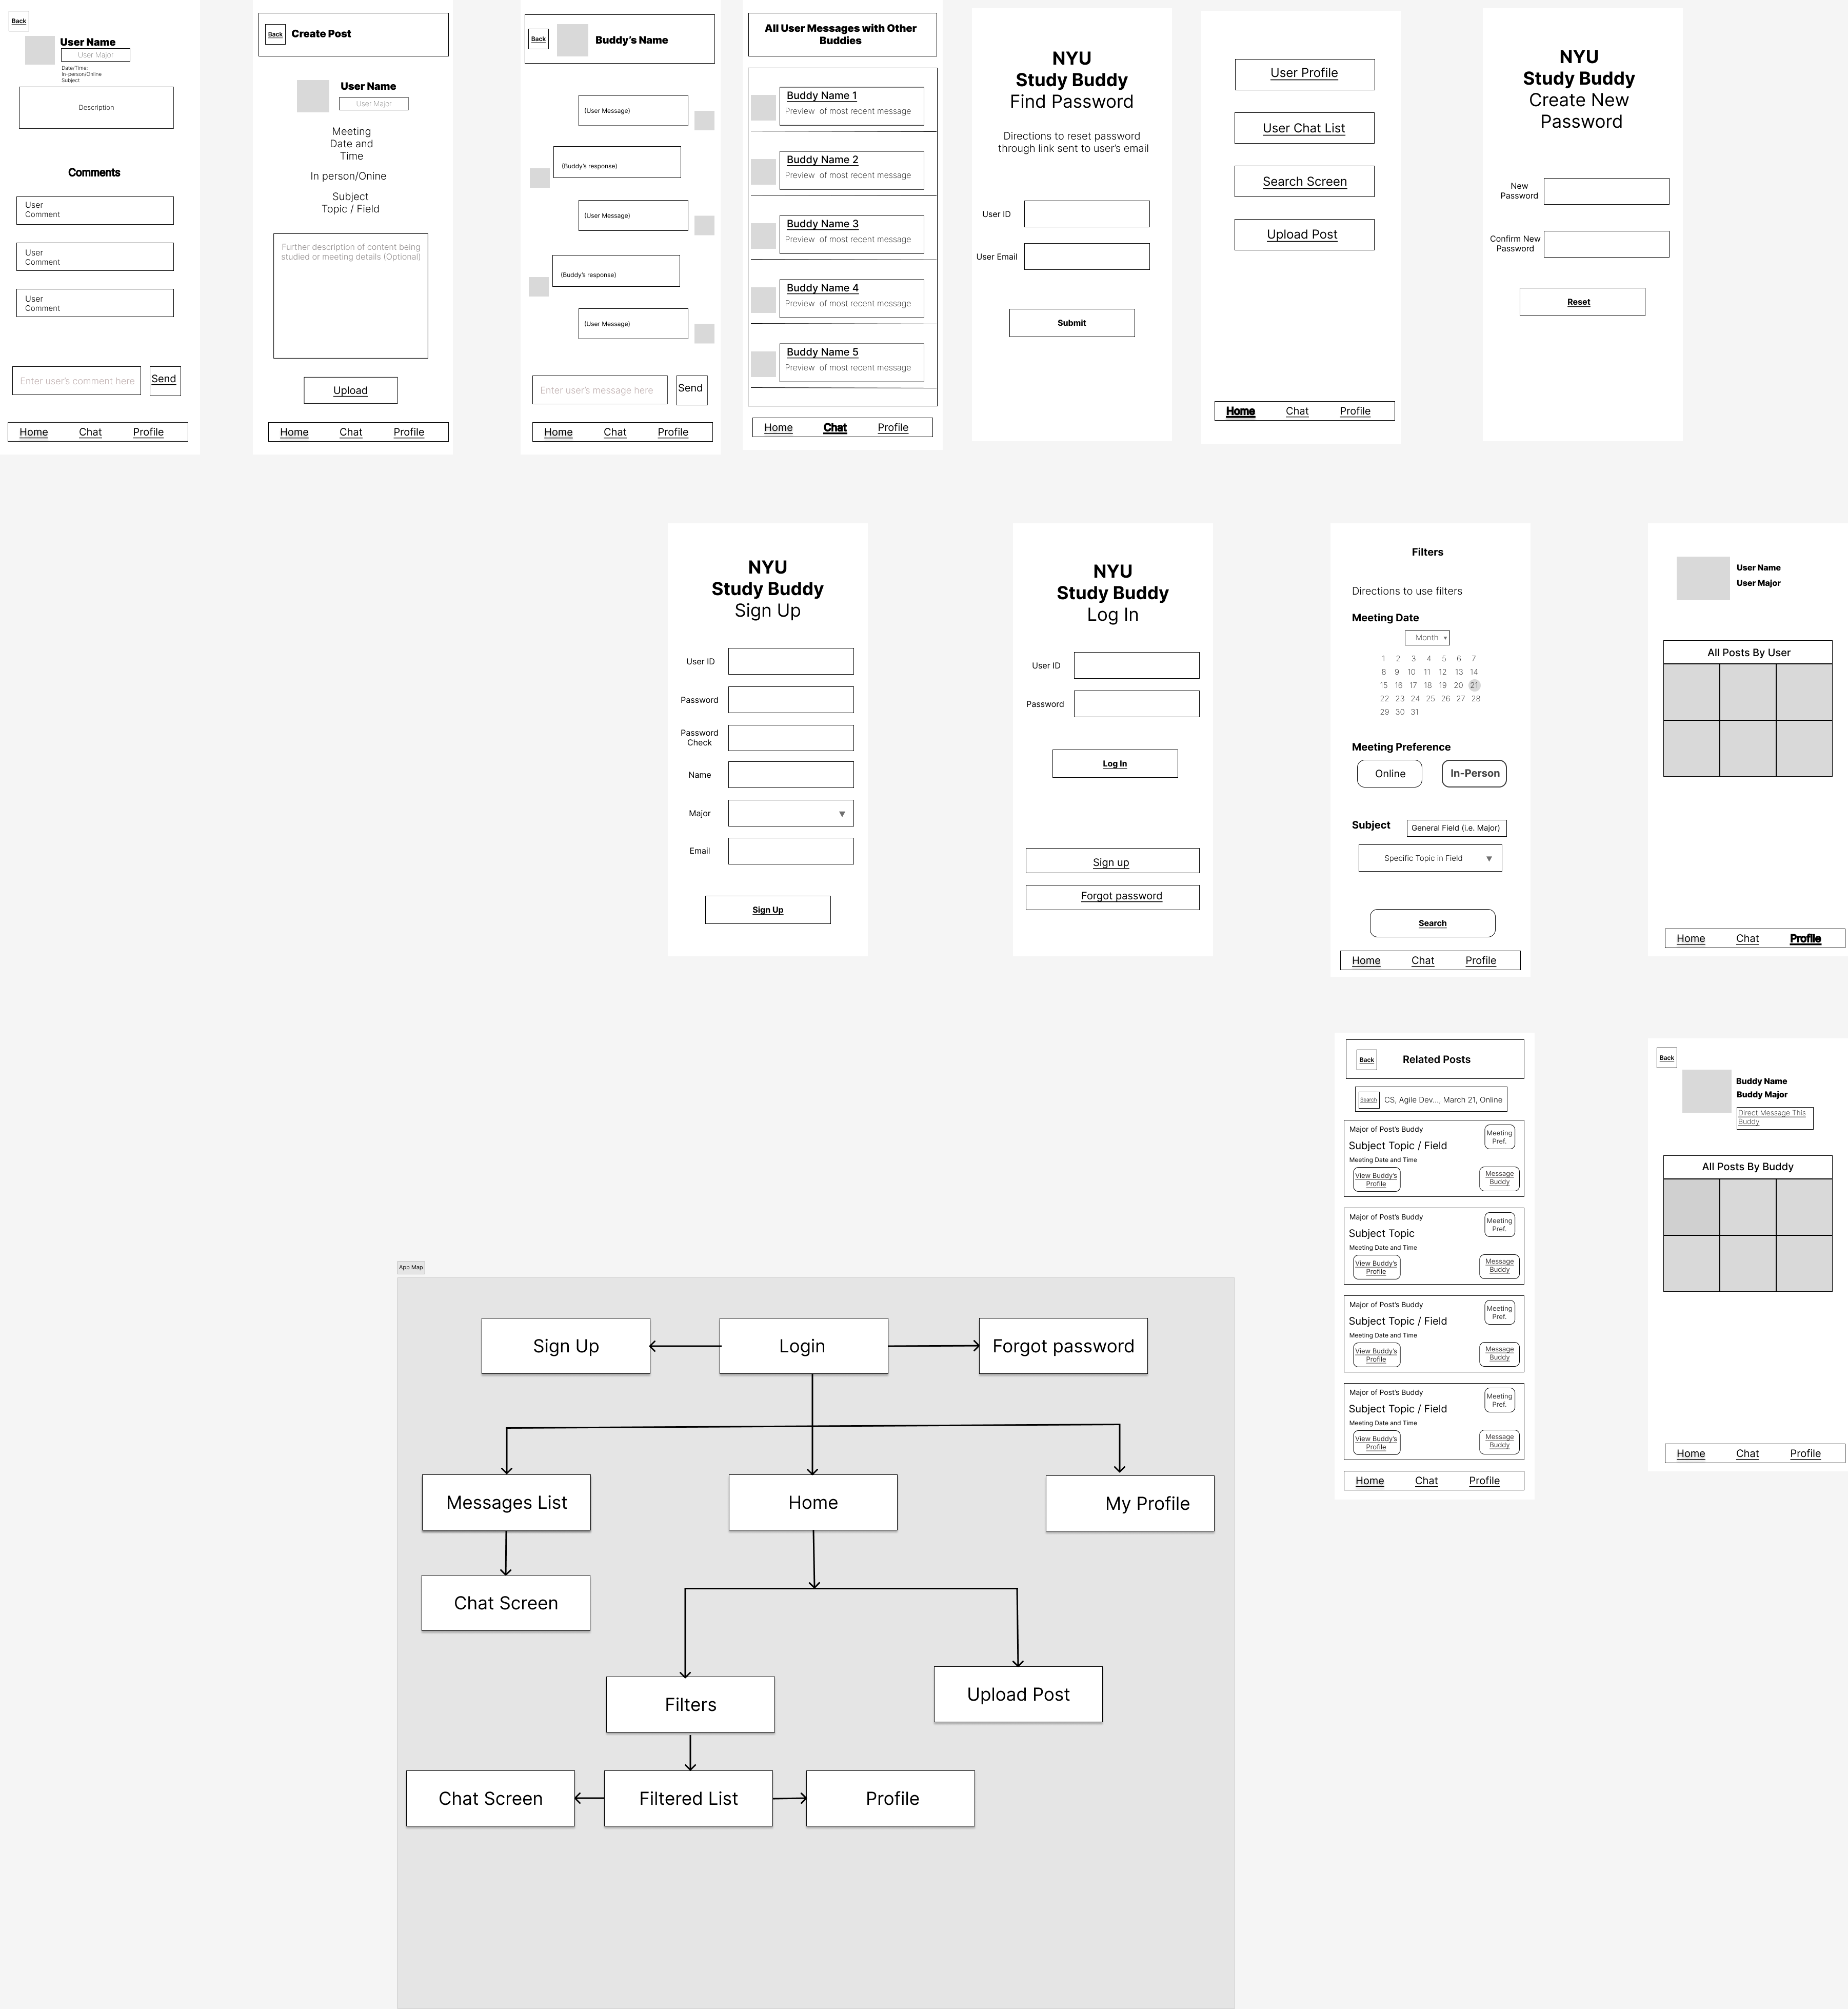 Back
User Name
User Major
Date/Time:
In-person/Online
Subject
Description
Comments
User
Comment
User
Comment
User
Comment
Enter user's comment here
Send
Home Chat Profile
Back
Create Post
User Name
User Major
Meeting
Date and
Time
In person/Onine
Subject
Topic / Field
Further description of content being
studied or meeting details (Optional)
Upload
Home Chat Profile
Back
Buddy's Name
(User Message)
(Buddy's response)
(User Message)
(Buddy's response)
(User Message)
Enter user's message here
Send
Home Chat Profile
All User Messages with Other
Buddies
Buddy Name 1
Preview of most recent message
Buddy Name 2
Preview of most recent message
Buddy Name 3
Preview of most recent message
Buddy Name 4
Preview of most recent message
Buddy Name 5
Preview of most recent message
Home Chat Profile
NYU
Study Buddy
Find Password
Directions to reset password
through link sent to user's email
User ID
User Email
Submit
User Profile
User Chat List
Search Screen
Upload Post
Home Chat Profile
NYU
Study Buddy
Create New
Password
New
Password
Confirm New
Password
Reset
NYU
Study Buddy
Sign Up
User ID
Password
Password
Check
Name
Major
Email
Sign Up
NYU
Study Buddy
Log In
User ID
Password
Log In
Sign up
Forgot password
Filters
Directions to use filters
Meeting Date
Month
1 2 3 4 5 6 7
8 9 10 11 12 13 14
15 16 17 18 19 20 21
22 23 24 25 26 27 28
29 30 31
Meeting Preference
Online In-Person
Subject General Field (i.e. Major)
Specific Topic in Field
Search
Home Chat Profile
User Name
User Major
All Posts By User
Home Chat Profile
Back
Related Posts
Search CS, Agile Dev..., March 21, Online
Major of Post's Buddy
Meeting
Pref.
Subject Topic / Field
Meeting Date and Time
View Buddy's
Profile
Message
Buddy
Major of Post's Buddy
Meeting
Pref.
Subject Topic
Meeting Date and Time
View Buddy's
Profile
Message
Buddy
Major of Post's Buddy
Meeting
Pref.
Subject Topic / Field
Meeting Date and Time
View Buddy's
Profile
Message
Buddy
Major of Post's Buddy
Meeting
Pref.
Subject Topic / Field
Meeting Date and Time
View Buddy's
Profile
Message
Buddy
Home Chat Profile
Back
Buddy Name
Buddy Major
Direct Message This
Buddy
All Posts By Buddy
Home Chat Profile
App Map
Sign Up
Login
Forgot password
Messages List
Home
My Profile
Chat Screen
Filters
Upload Post
Chat Screen
Filtered List
Profile